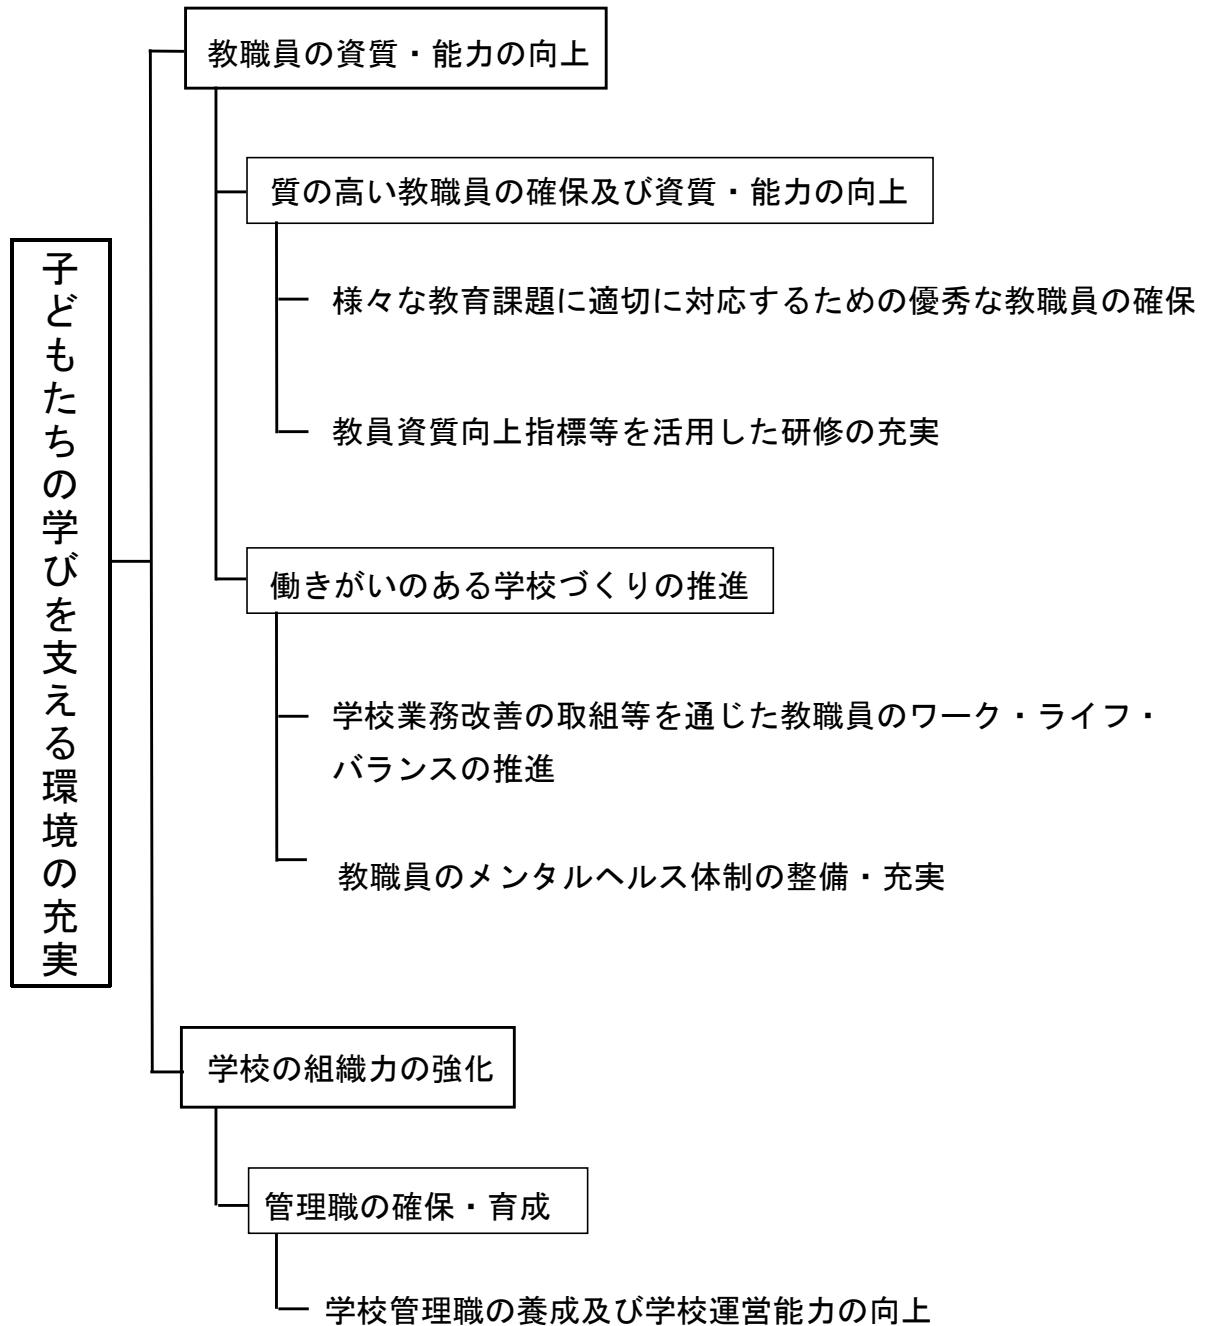 子どもたちの学びを支える環境の充実
教職員の資質・能力の向上
質の高い教職員の確保及び資質・能力の向上
様々な教育課題に適切に対応するための優秀な教職員の確保
教員資質向上指標等を活用した研修の充実
働きがいのある学校づくりの推進
学校業務改善の取組等を通じた教職員のワーク・ライフ・
バランスの推進
教職員のメンタルヘルス体制の整備・充実
学校の組織力の強化
管理職の確保・育成
学校管理職の養成及び学校運営能力の向上